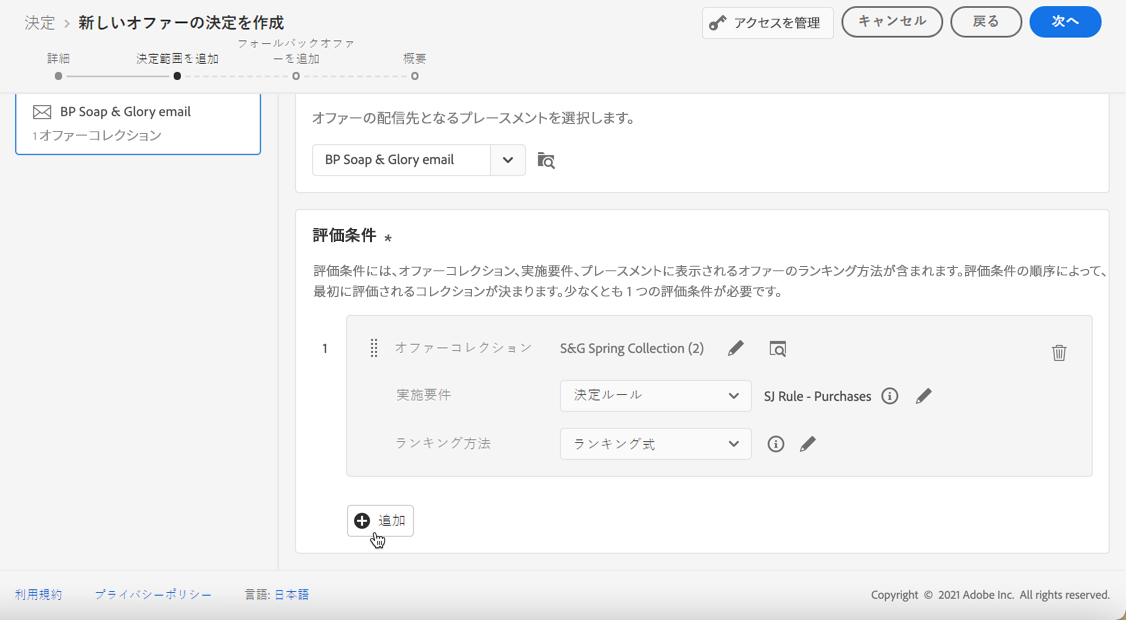 決定 > 新しいオファーの決定を作成
アクセスを管理
キャンセル
戻る
次へ
詳細
決定範囲を追加
フォールバックオファ
ーを追加
概要
BP Soap & Glory email
1オファーコレクション
オファーの配信先となるプレースメントを選択します。
BP Soap & Glory email
評価条件 *
評価条件には、オファーコレクション、実施要件、プレースメントに表示されるオファーのランキング方法が含まれます。評価条件の順序によって、
最初に評価されるコレクションが決まります。少なくとも 1 つの評価条件が必要です。
1
オファーコレクション
S&G Spring Collection (2)
実施要件
決定ルール
SJ Rule - Purchases
ランキング方法
ランキング式
追加
利用規約
プライバシーポリシー
言語: 日本語
Copyright © 2021 Adobe Inc. All rights reserved.